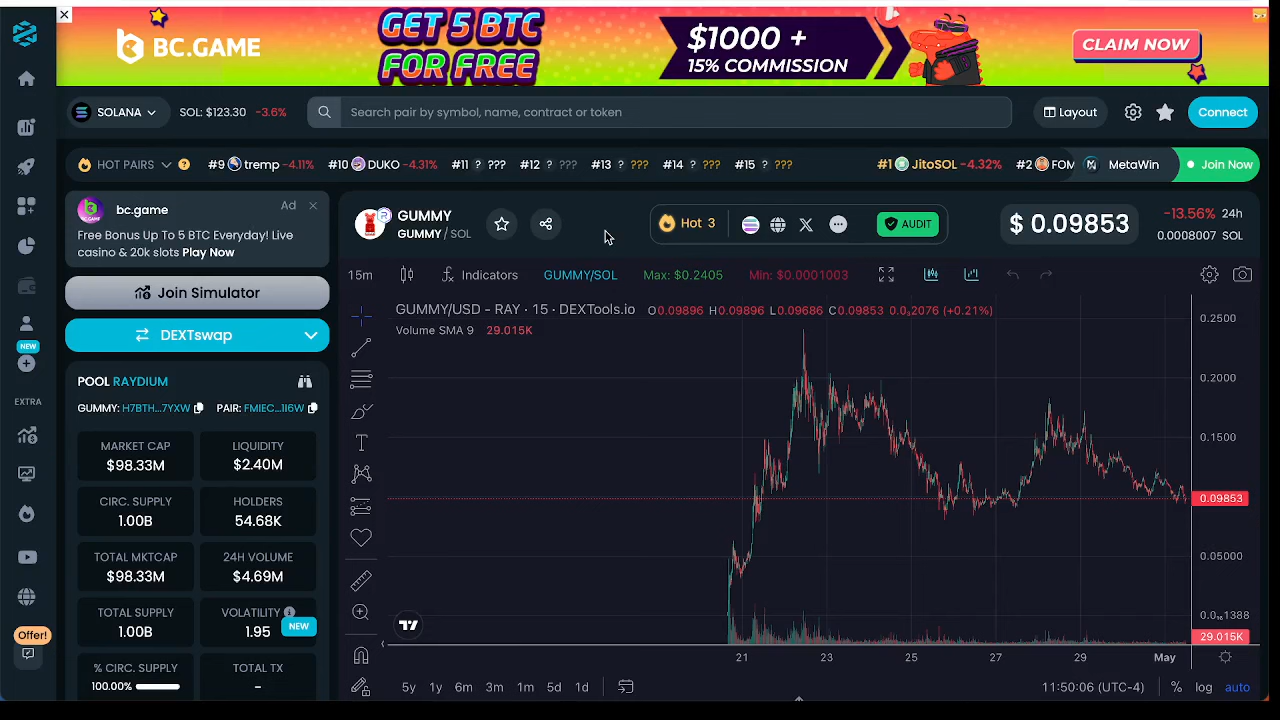 GET 5 BTC
FOR FREE
BC.GAME
$1000 +
15% COMMISSION
CLAIM NOW
SOLANA
SOL: $123.30 -3.6%
Search pair by symbol, name, contract or token
Layout
Connect
HOT PAIRS ? #9 tremp -4.11% #10 DUKO -4.31% #11 ? ??? #12 ? ??? #13 ? ??? #14 ? ??? #15 ? ??? #1 JitoSOL -4.32% #2 FOM MetaWin Join Now
bc.game
Ad
Free Bonus Up To 5 BTC Everyday! Live
casino & 20k slots Play Now
Join Simulator
DEXTswap
POOL RAYDIUM
GUMMY: H7BTH...7YXW PAIR: FMIEC...1I6W
MARKET CAP
$98.33M
LIQUIDITY
$2.40M
CIRC. SUPPLY
1.00B
HOLDERS
54.68K
TOTAL MKTCAP
$98.33M
24H VOLUME
$4.69M
TOTAL SUPPLY
1.00B
VOLATILITY
1.95
NEW
% CIRC. SUPPLY
100.00%
TOTAL TX
-
NEW
EXTRA
Offer!
GUMMY
GUMMY/SOL
Hot 3
AUDIT
$ 0.09853
-13.56% 24h
0.0008007 SOL
15m
Indicators
GUMMY/SOL
Max: $0.2405
Min: $0.0001003
GUMMY/USD - RAY · 15 · DEXTools.io O0.09896 H0.09896 L0.09686 C0.09853 0.0₃2076 (+0.21%)
Volume SMA 9 29.015K
0.2500
0.2000
0.1500
0.09853
0.05000
0.0₁₆1388
29.015K
21 23 25 27 29 May
5y 1y 6m 3m 1m 5d 1d
11:50:06 (UTC-4) % log auto